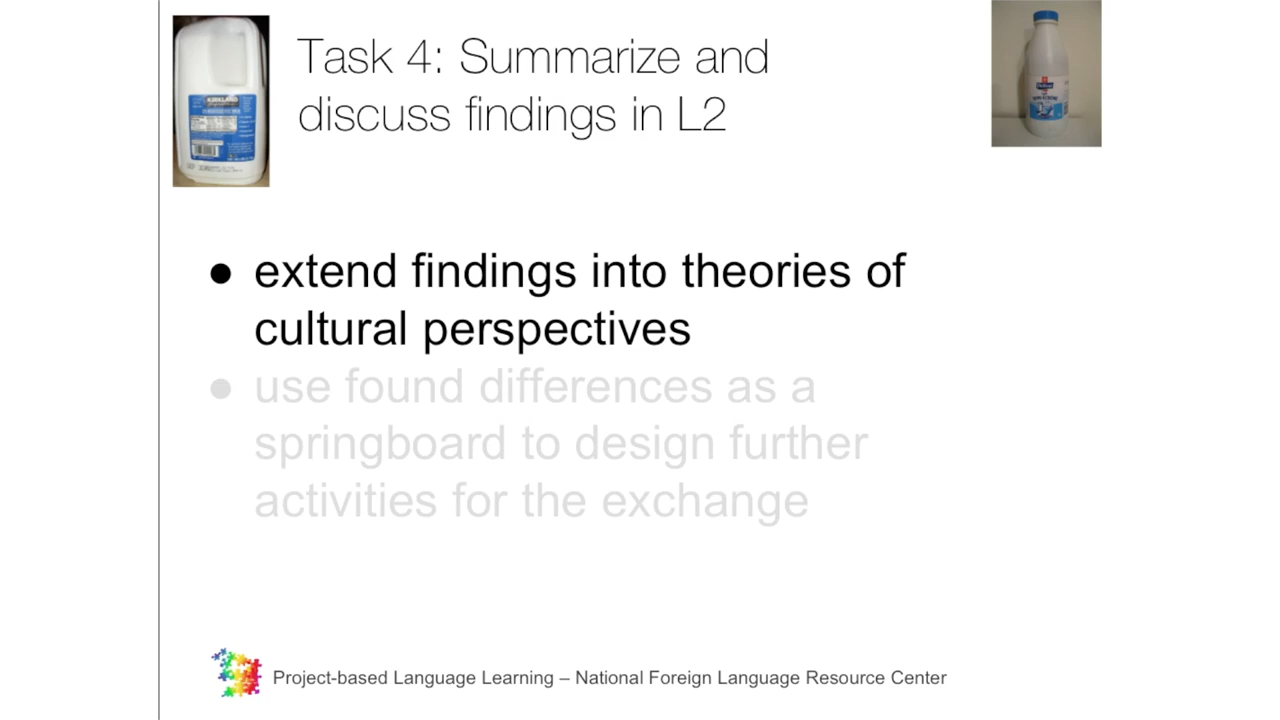 Task 4: Summarize and
discuss findings in L2
KIRKLAND
● extend findings into theories of
cultural perspectives
● use found differences as a
springboard to design further
activities for the exchange
Project-based Language Learning – National Foreign Language Resource Center